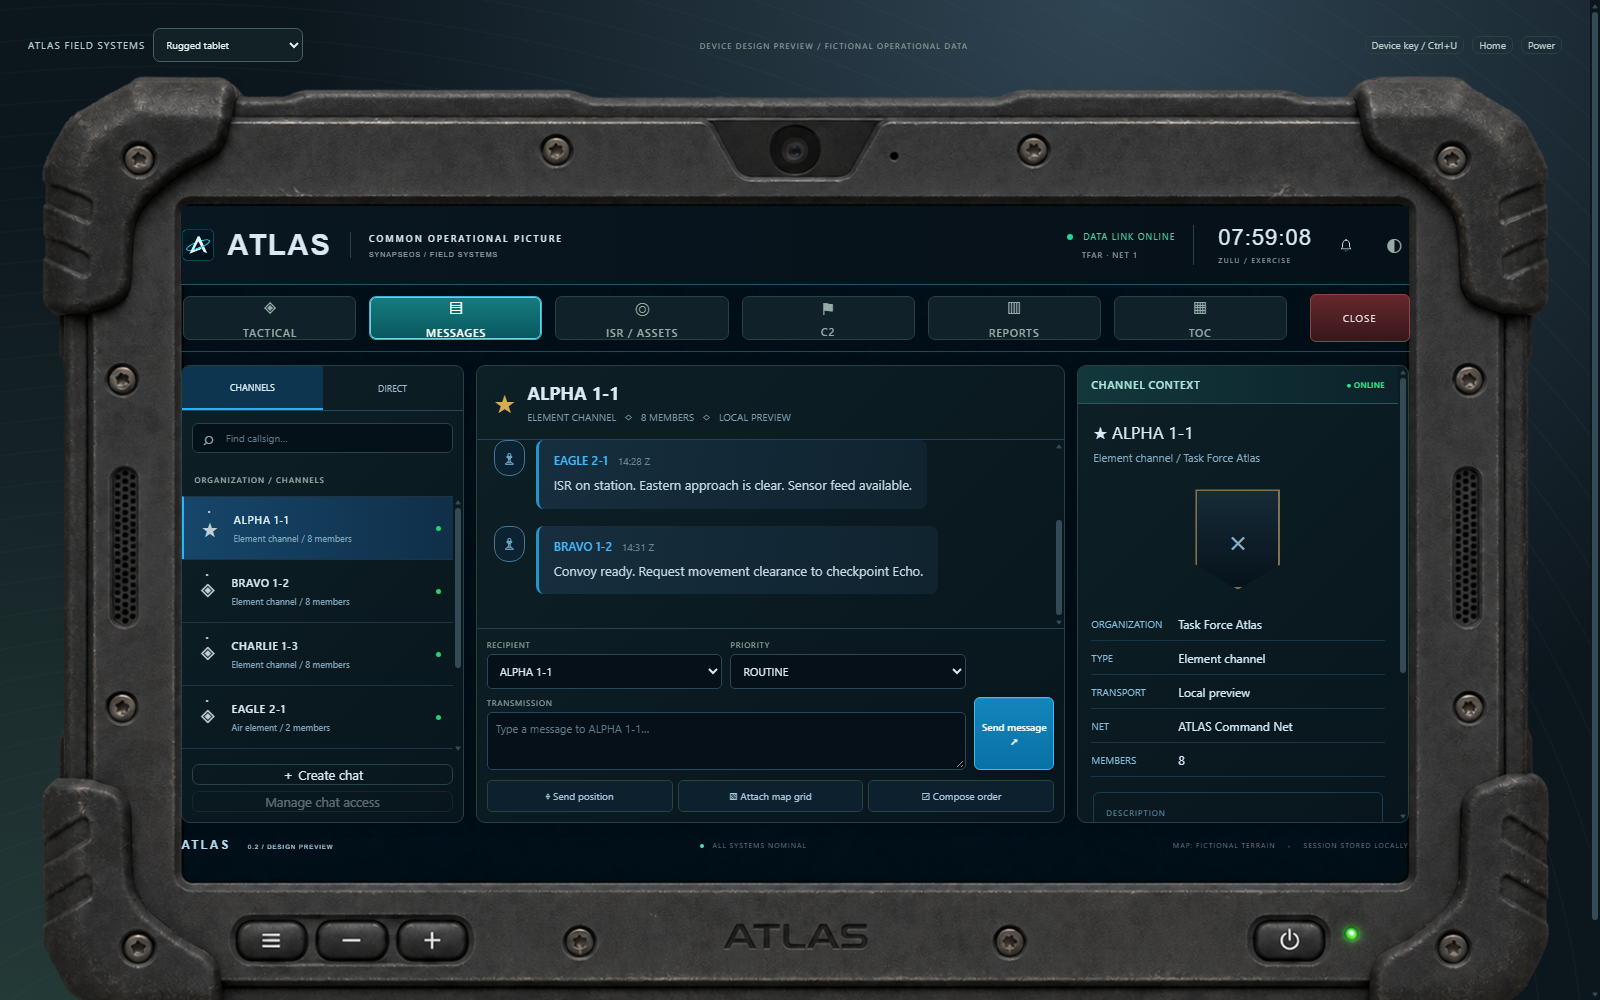 ATLAS FIELD SYSTEMS
Rugged tablet
DEVICE DESIGN PREVIEW / FICTIONAL OPERATIONAL DATA
Device key / Ctrl+U
Home
Power
ATLAS
COMMON OPERATIONAL PICTURE
SYNAPSEOS / FIELD SYSTEMS
DATA LINK ONLINE
TFAR · NET 1
07:59:08
ZULU / EXERCISE
TACTICAL
MESSAGES
ISR / ASSETS
C2
REPORTS
TOC
CLOSE
CHANNELS
DIRECT
Find callsign...
ORGANIZATION / CHANNELS
ALPHA 1-1
Element channel / 8 members
BRAVO 1-2
Element channel / 8 members
CHARLIE 1-3
Element channel / 8 members
EAGLE 2-1
Air element / 2 members
+ Create chat
Manage chat access
★ ALPHA 1-1
ELEMENT CHANNEL ◇ 8 MEMBERS ◇ LOCAL PREVIEW
EAGLE 2-1 14:28 Z
ISR on station. Eastern approach is clear. Sensor feed available.
BRAVO 1-2 14:31 Z
Convoy ready. Request movement clearance to checkpoint Echo.
RECIPIENT
ALPHA 1-1
PRIORITY
ROUTINE
TRANSMISSION
Type a message to ALPHA 1-1...
Send message ↗
Send position
Attach map grid
Compose order
CHANNEL CONTEXT
● ONLINE
★ ALPHA 1-1
Element channel / Task Force Atlas
ORGANIZATION Task Force Atlas
TYPE Element channel
TRANSPORT Local preview
NET ATLAS Command Net
MEMBERS 8
DESCRIPTION
ATLAS
0.2 / DESIGN PREVIEW
ALL SYSTEMS NOMINAL
MAP: FICTIONAL TERRAIN
SESSION STORED LOCALLY
ATLAS